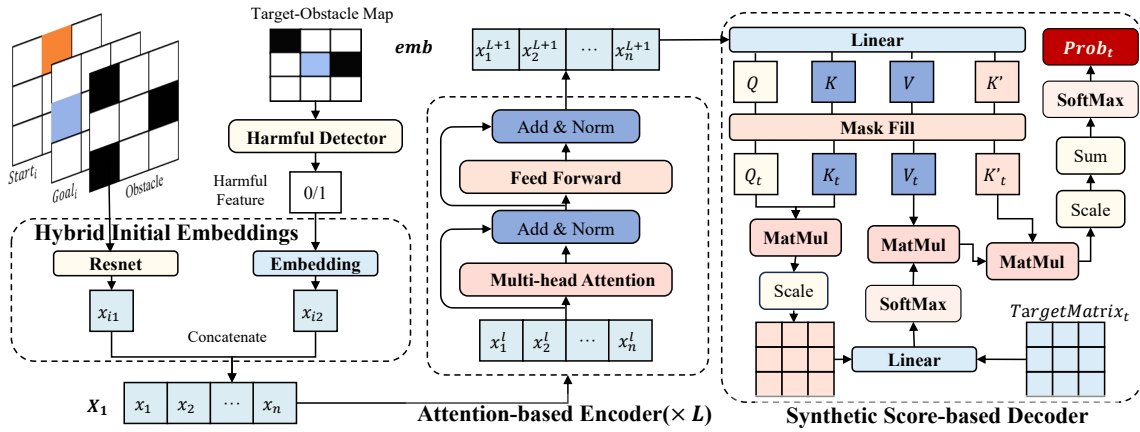 Start_i
Goal_i
Obstacle
Target-Obstacle Map
emb
Harmful Detector
Harmful
Feature
0/1
Hybrid Initial Embeddings
Resnet
Embedding
x_{i1}
x_{i2}
Concatenate
X_1
x_1 x_2 ⋯ x_n
x_1^{L+1} x_2^{L+1} ⋯ x_n^{L+1}
Add & Norm
Feed Forward
Add & Norm
Multi-head Attention
x_1^l x_2^l ⋯ x_n^l
Attention-based Encoder(× L)
Linear
Q K V K'
Mask Fill
Q_t K_t V_t K'_t
MatMul
MatMul
MatMul
Scale
SoftMax
Linear
TargetMatrix_t
Prob_t
SoftMax
Sum
Scale
Synthetic Score-based Decoder